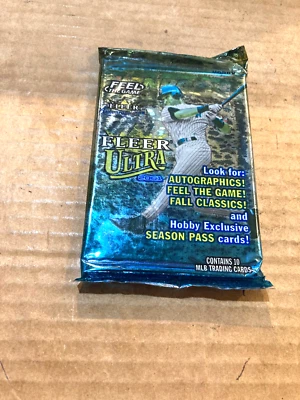 FEEL
THE GAME
FLEER
FLEER
ULTRA
Look for:
AUTOGRAPHICS!
FEEL THE GAME!
FALL CLASSICS!
and
Hobby Exclusive
SEASON PASS cards!
CONTAINS 10
MLB TRADING CARDS